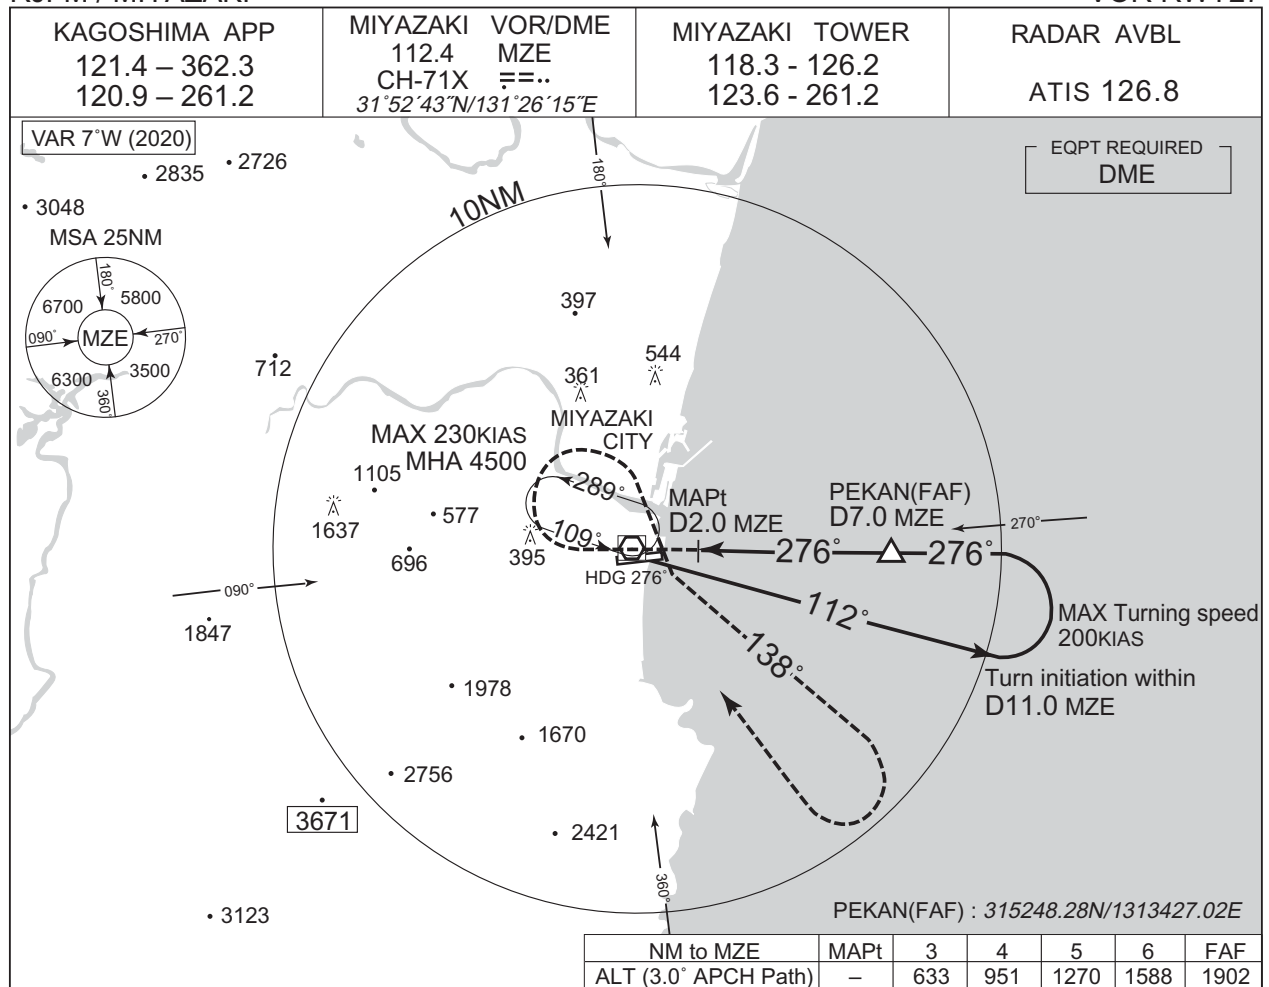 KAGOSHIMA APP
121.4 – 362.3
120.9 – 261.2
MIYAZAKI VOR/DME
112.4 MZE
CH-71X
31°52´43˝N/131°26´15˝E
MIYAZAKI TOWER
118.3 - 126.2
123.6 - 261.2
RADAR AVBL
ATIS 126.8
VAR 7°W (2020)
EQPT REQUIRED
DME
2835
2726
3048
MSA 25NM
180°
6700
5800
090°
MZE
270°
6300
3500
360°
10NM
180°
397
712
544
361
MIYAZAKI
CITY
MAX 230KIAS
MHA 4500
1105
289°
577
1637
109°
395
696
HDG 276°
MAPt
D2.0 MZE
PEKAN(FAF)
D7.0 MZE
270°
276°
276°
090°
1847
112°
MAX Turning speed
200KIAS
138°
Turn initiation within
D11.0 MZE
1978
1670
2756
3671
2421
360°
3123
PEKAN(FAF) : 315248.28N/1313427.02E
NM to MZE MAPt 3 4 5 6 FAF
ALT (3.0° APCH Path) – 633 951 1270 1588 1902